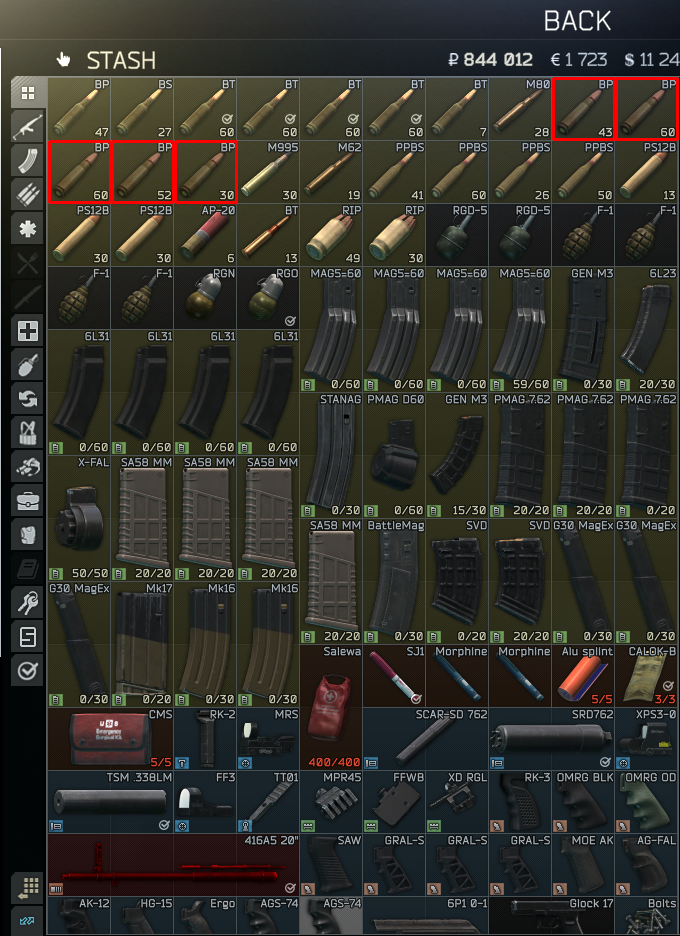 BACK
STASH
₽ 844 012 € 1 723 $ 11 24
BP BS BT BT BT BT M80 BP BP
47 27 60 60 60 60 7 28 43 60
BP BP BP M995 M62 PPBS PPBS PPBS PPBS PS12B
60 52 30 30 19 41 60 26 50 13
PS12B PS12B AP-20 BT RIP RIP RGD-5 RGD-5 F-1 F-1
30 30 6 13 49 30
F-1 F-1 RGN RGO MAG5-60 MAG5-60 MAG5-60 MAG5-60 GEN M3 6L23
6L31 6L31 6L31 6L31
0/60 0/60 0/60 59/60 0/30 20/30
STANAG PMAG D60 GEN M3 PMAG 7.62 PMAG 7.62 PMAG 7.62
0/60 0/60 0/60 0/60
X-FAL SA58 MM SA58 MM SA58 MM
0/30 0/60 15/30 20/20 20/20 0/20
SA58 MM BattleMag SVD SVD G30 MagEx G30 MagEx
50/50 20/20 20/20 20/20
G30 MagEx Mk17 Mk16 Mk16
20/20 0/30 20/20 20/20 0/30 0/30
Salewa SJ1 Morphine Morphine Alu splint CALOK-B
0/30 0/20 0/30 0/30
5/5 3/3
CMS RK-2 MRS SCAR-SD 762 SRD762 XPS3-0
5/5 400/400
TSM .338LM FF3 TT01 MPR45 FFWB XD RGL RK-3 OMRG BLK OMRG OD
416A5 20" SAW GRAL-S GRAL-S GRAL-S MOE AK AG-FAL
AK-12 HG-15 Ergo AGS-74 AGS-74 6P1 0-1 Glock 17 Bolts